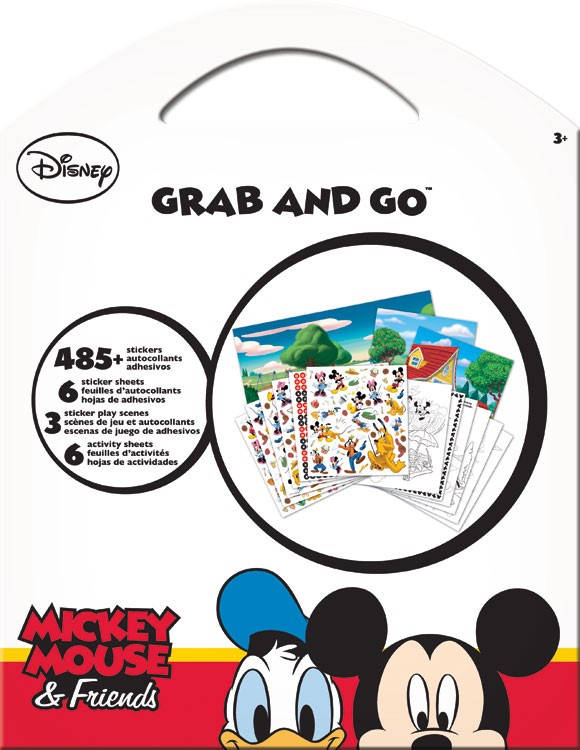 Disney
3+
GRAB AND GO™
485+ stickers
autocollants
adhesivos
6 sticker sheets
feuilles d'autocollants
hojas de adhesivos
3 sticker play scenes
scènes de jeu et autocollants
escenas de juego de adhesivos
6 activity sheets
feuilles d'activités
hojas de actividades
MICKEY
MOUSE
& Friends